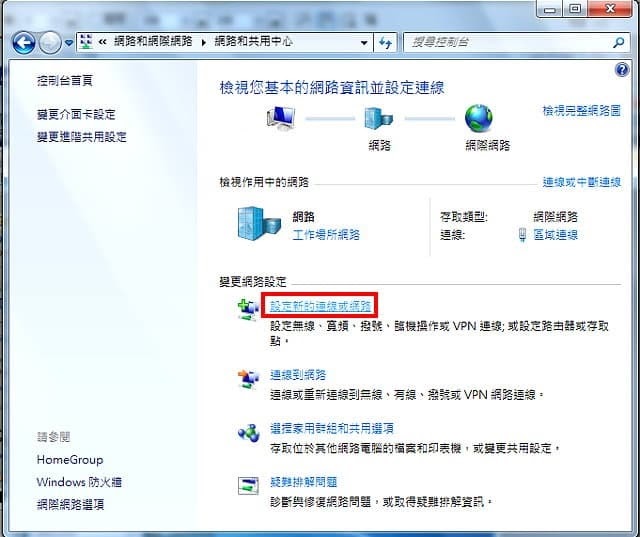 « 網路和網際網路 ▸ 網路和共用中心
搜尋控制台
控制台首頁
變更介面卡設定
變更進階共用設定
檢視您基本的網路資訊並設定連線
檢視完整網路圖
網路
網際網路
檢視作用中的網路
連線或中斷連線
網路
工作場所網路
存取類型:
網際網路
連線:
區域連線
變更網路設定
設定新的連線或網路
設定無線、寬頻、撥號、臨機操作或 VPN 連線; 或設定路由器或存取
點。
連線到網路
連線或重新連線到無線、有線、撥號或 VPN 網路連線。
選擇家用群組和共用選項
存取位於其他網路電腦的檔案和印表機，或變更共用設定。
疑難排解問題
診斷與修復網路問題，或取得疑難排解資訊。
請參閱
HomeGroup
Windows 防火牆
網際網路選項